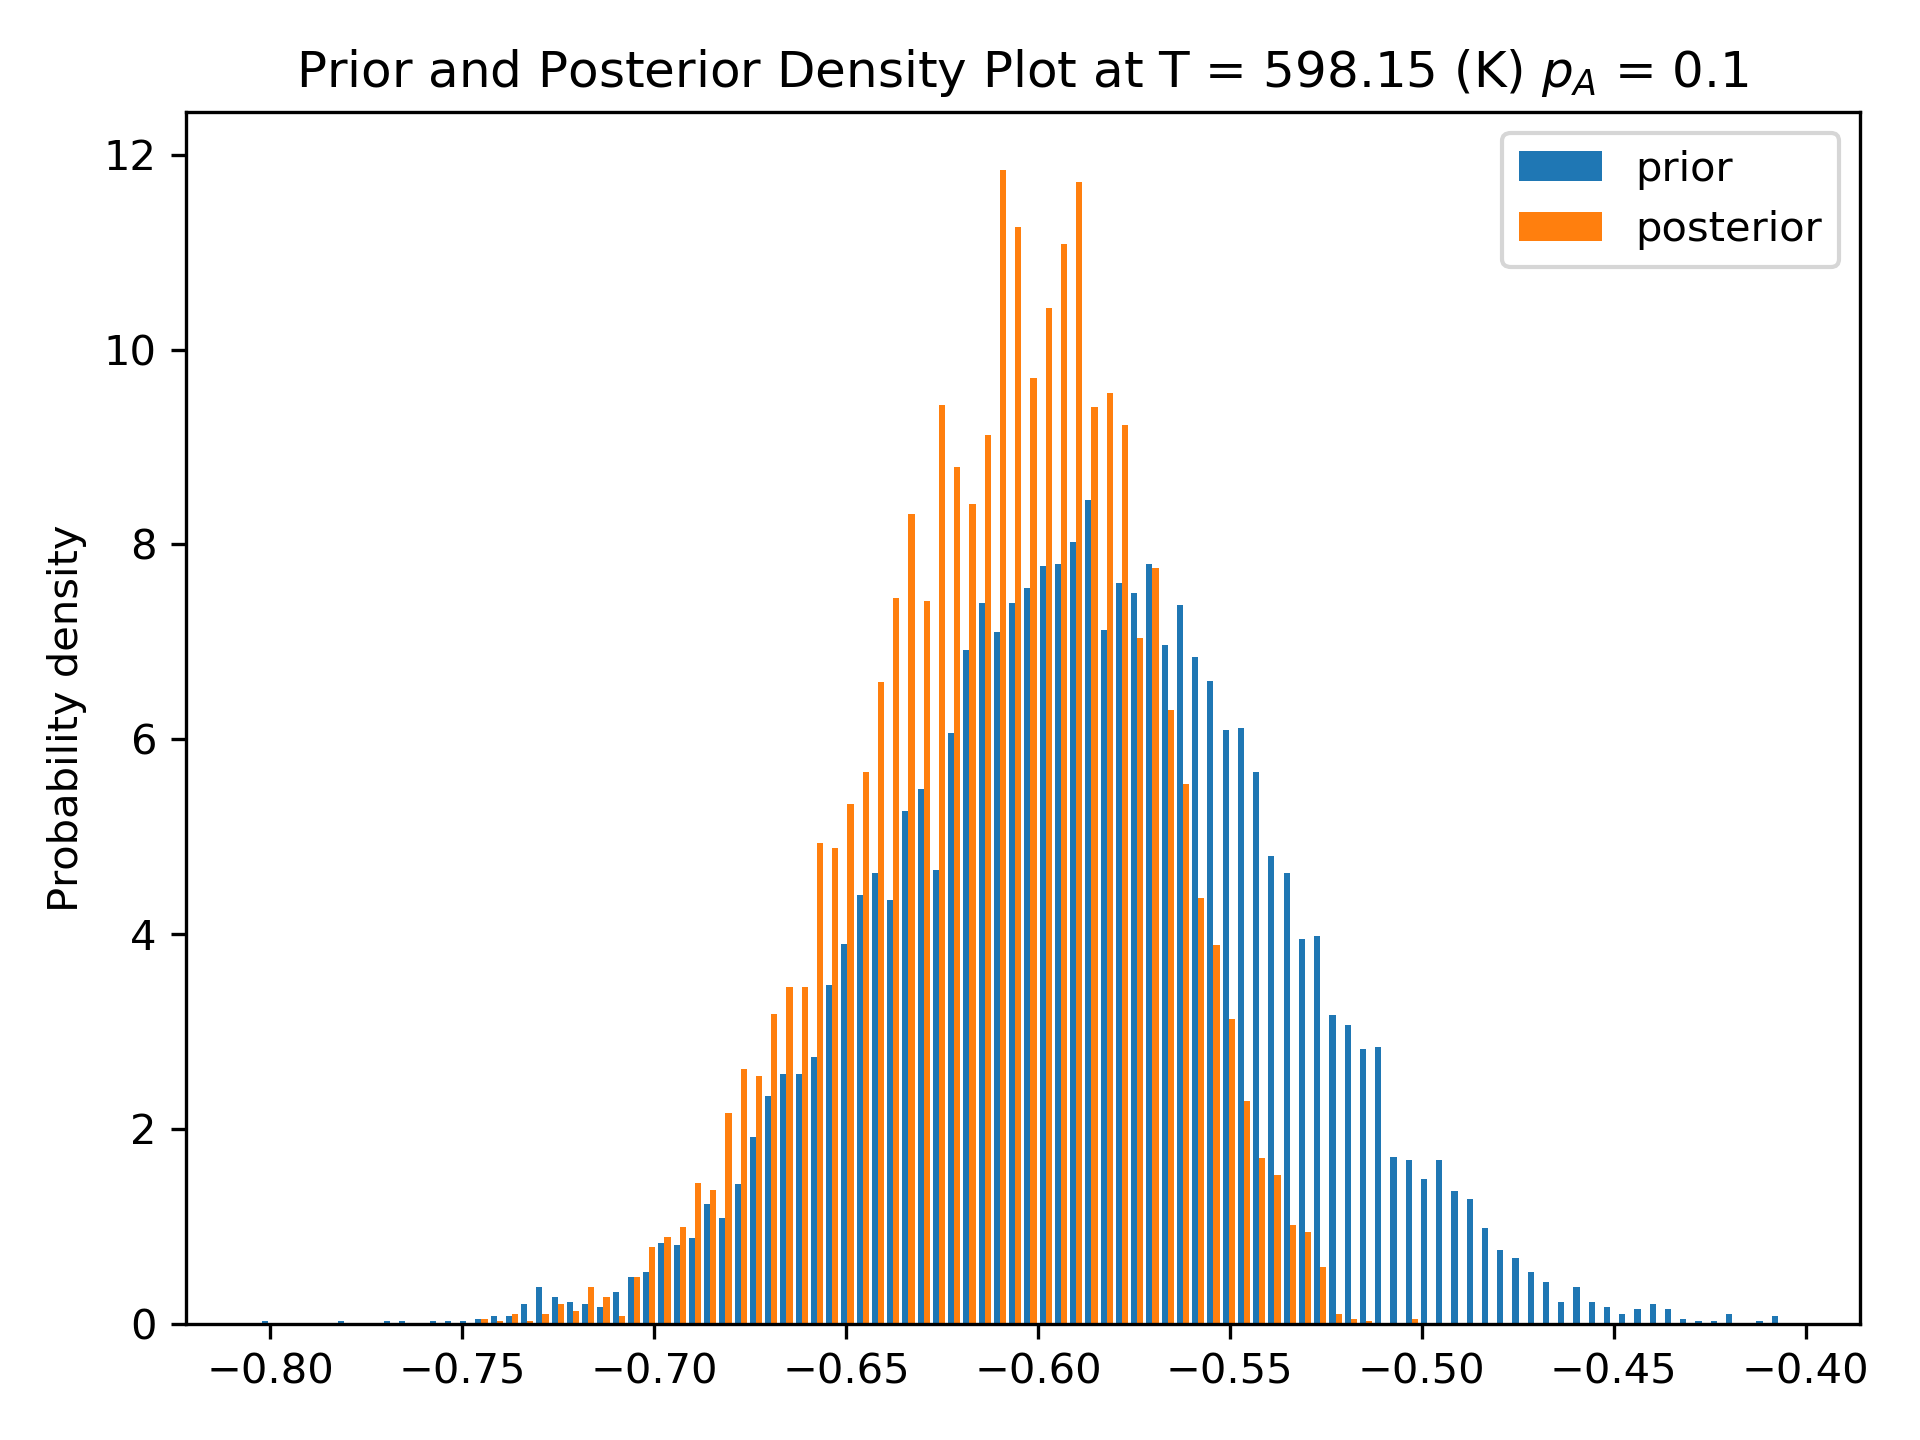 Prior and Posterior Density Plot at T = 598.15 (K) p_A = 0.1
prior
posterior
Probability density
12
10
8
6
4
2
0
−0.80 −0.75 −0.70 −0.65 −0.60 −0.55 −0.50 −0.45 −0.40